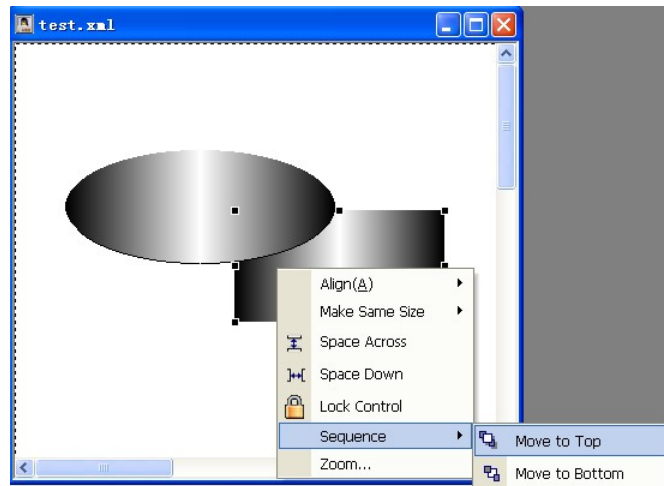 test.xml
Align(A)
Make Same Size
Space Across
Space Down
Lock Control
Sequence
Move to Top
Zoom...
Move to Bottom